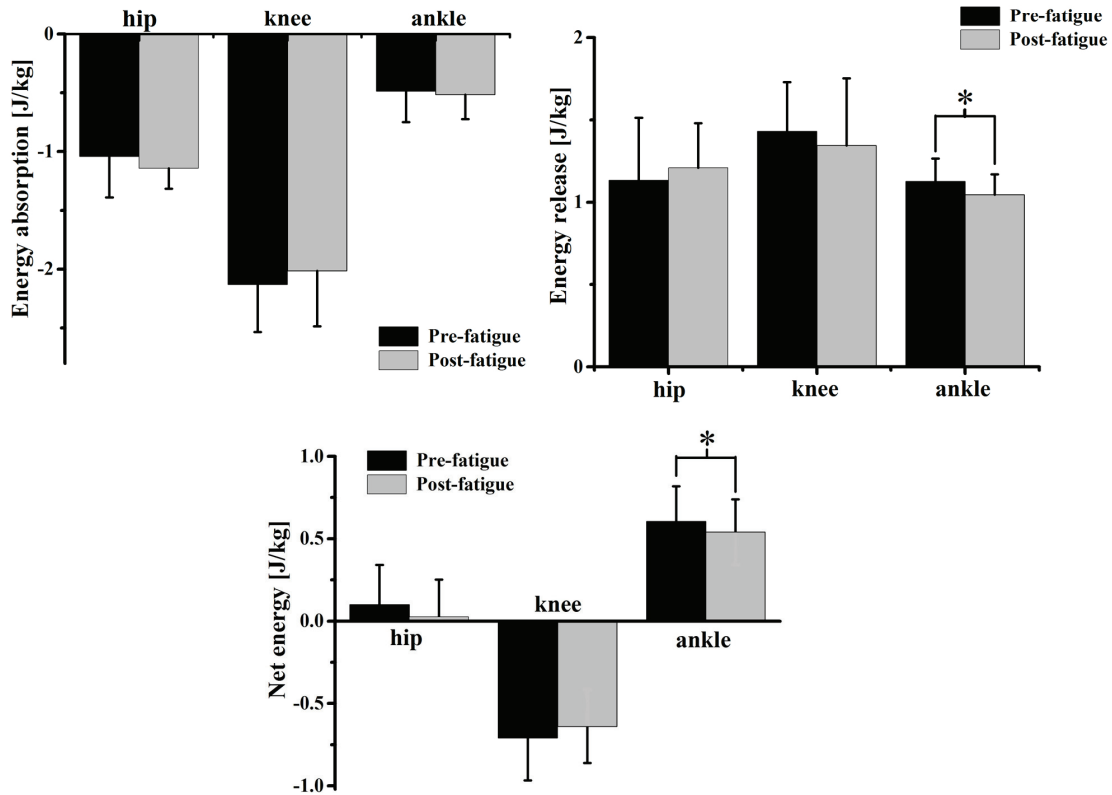 hip knee ankle
0
-1
-2
Energy absorption [J/kg]
Pre-fatigue
Post-fatigue
Pre-fatigue
Post-fatigue
2
1
0
Energy release [J/kg]
*
hip knee ankle
Pre-fatigue
Post-fatigue
1.0
0.5
0.0
-0.5
-1.0
Net energy [J/kg]
*
knee
hip
ankle